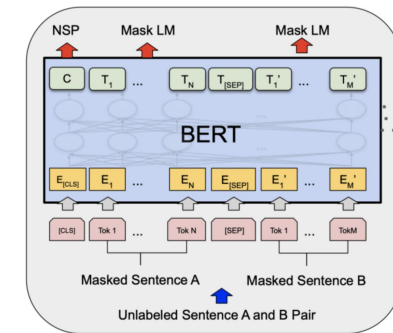 NSP Mask LM Mask LM
C T1 ... TN T[SEP] T1' ... TM'
BERT
E[CLS] E1 ... EN E[SEP] E1' ... EM'
[CLS] Tok 1 ... Tok N [SEP] Tok 1 ... TokM
Masked Sentence A Masked Sentence B
Unlabeled Sentence A and B Pair